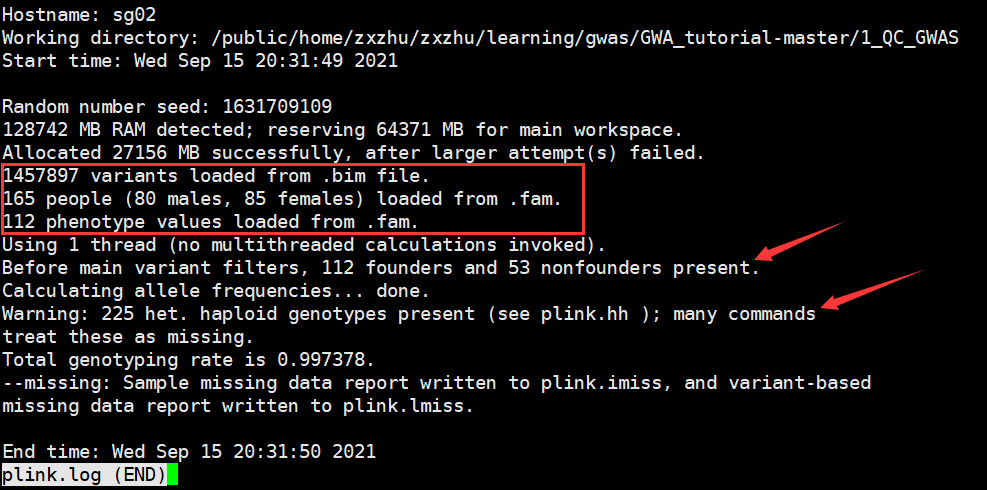 Hostname: sg02
Working directory: /public/home/zxzhu/zxzhu/learning/gwas/GWA_tutorial-master/1_QC_GWAS
Start time: Wed Sep 15 20:31:49 2021
Random number seed: 1631709109
128742 MB RAM detected; reserving 64371 MB for main workspace.
Allocated 27156 MB successfully, after larger attempt(s) failed.
1457897 variants loaded from .bim file.
165 people (80 males, 85 females) loaded from .fam.
112 phenotype values loaded from .fam.
Using 1 thread (no multithreaded calculations invoked).
Before main variant filters, 112 founders and 53 nonfounders present.
Calculating allele frequencies... done.
Warning: 225 het. haploid genotypes present (see plink.hh ); many commands
treat these as missing.
Total genotyping rate is 0.997378.
--missing: Sample missing data report written to plink.imiss, and variant-based
missing data report written to plink.lmiss.
End time: Wed Sep 15 20:31:50 2021
plink.log (END)